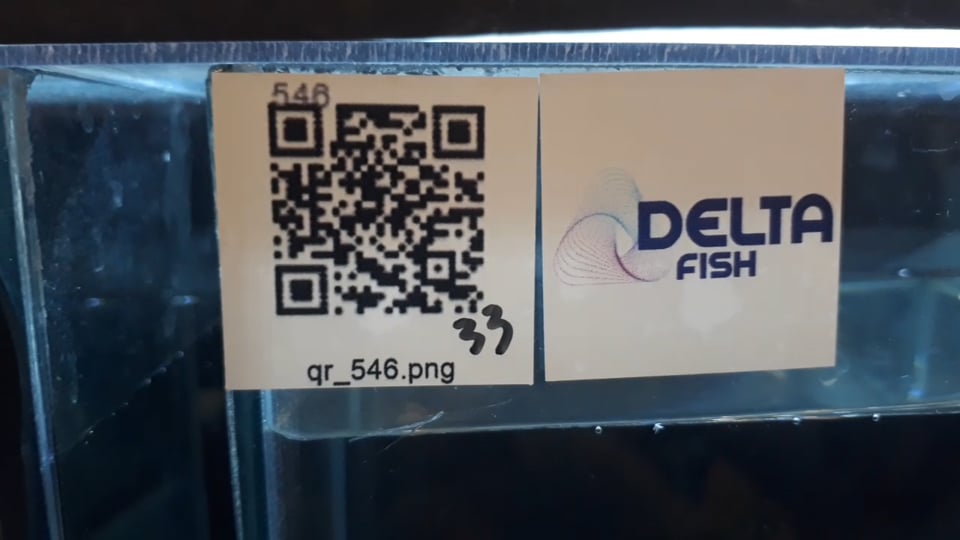 546
33
qr_546.png
DELTA
FISH